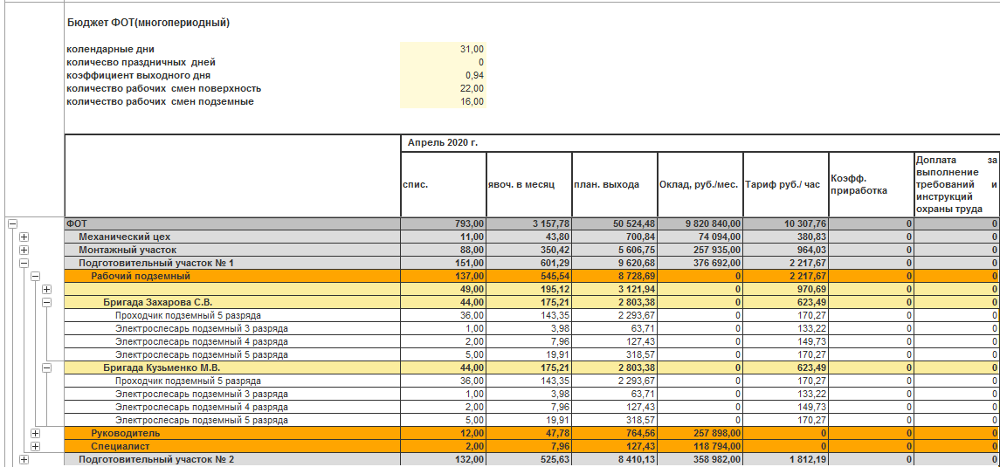 Бюджет ФОТ(многопериодный)
колендарные дни 31,00
количесво праздничных дней 0
коэффициент выходного дня 0,94
количество рабочих смен поверхность 22,00
количество рабочих смен подземные 16,00
Апрель 2020 г.
спис. явоч. в месяц план. выхода Оклад, руб./мес. Тариф руб./ час Коэфф. приработка Доплата за выполнение требований и инструкций охраны труда
ФОТ 793,00 3 157,78 50 524,48 9 820 840,00 10 307,76 0 0
Механический цех 11,00 43,80 700,84 74 094,00 380,83 0 0
Монтажный участок 88,00 350,42 5 606,75 257 935,00 964,03 0 0
Подготовительный участок № 1 151,00 601,29 9 620,68 376 692,00 2 217,67 0 0
Рабочий подземный 137,00 545,54 8 728,69 0 2 217,67 0 0
49,00 195,12 3 121,94 0 970,69 0 0
Бригада Захарова С.В. 44,00 175,21 2 803,38 0 623,49 0 0
Проходчик подземный 5 разряда 36,00 143,35 2 293,67 0 170,27 0 0
Электрослесарь подземный 3 разряда 1,00 3,98 63,71 0 133,22 0 0
Электрослесарь подземный 4 разряда 2,00 7,96 127,43 0 149,73 0 0
Электрослесарь подземный 5 разряда 5,00 19,91 318,57 0 170,27 0 0
Бригада Кузьменко М.В. 44,00 175,21 2 803,38 0 623,49 0 0
Проходчик подземный 5 разряда 36,00 143,35 2 293,67 0 170,27 0 0
Электрослесарь подземный 3 разряда 1,00 3,98 63,71 0 133,22 0 0
Электрослесарь подземный 4 разряда 2,00 7,96 127,43 0 149,73 0 0
Электрослесарь подземный 5 разряда 5,00 19,91 318,57 0 170,27 0 0
Руководитель 12,00 47,78 764,56 257 898,00 0 0 0
Специалист 2,00 7,96 127,43 118 794,00 0 0 0
Подготовительный участок № 2 132,00 525,63 8 410,13 358 982,00 1 812,19 0 0